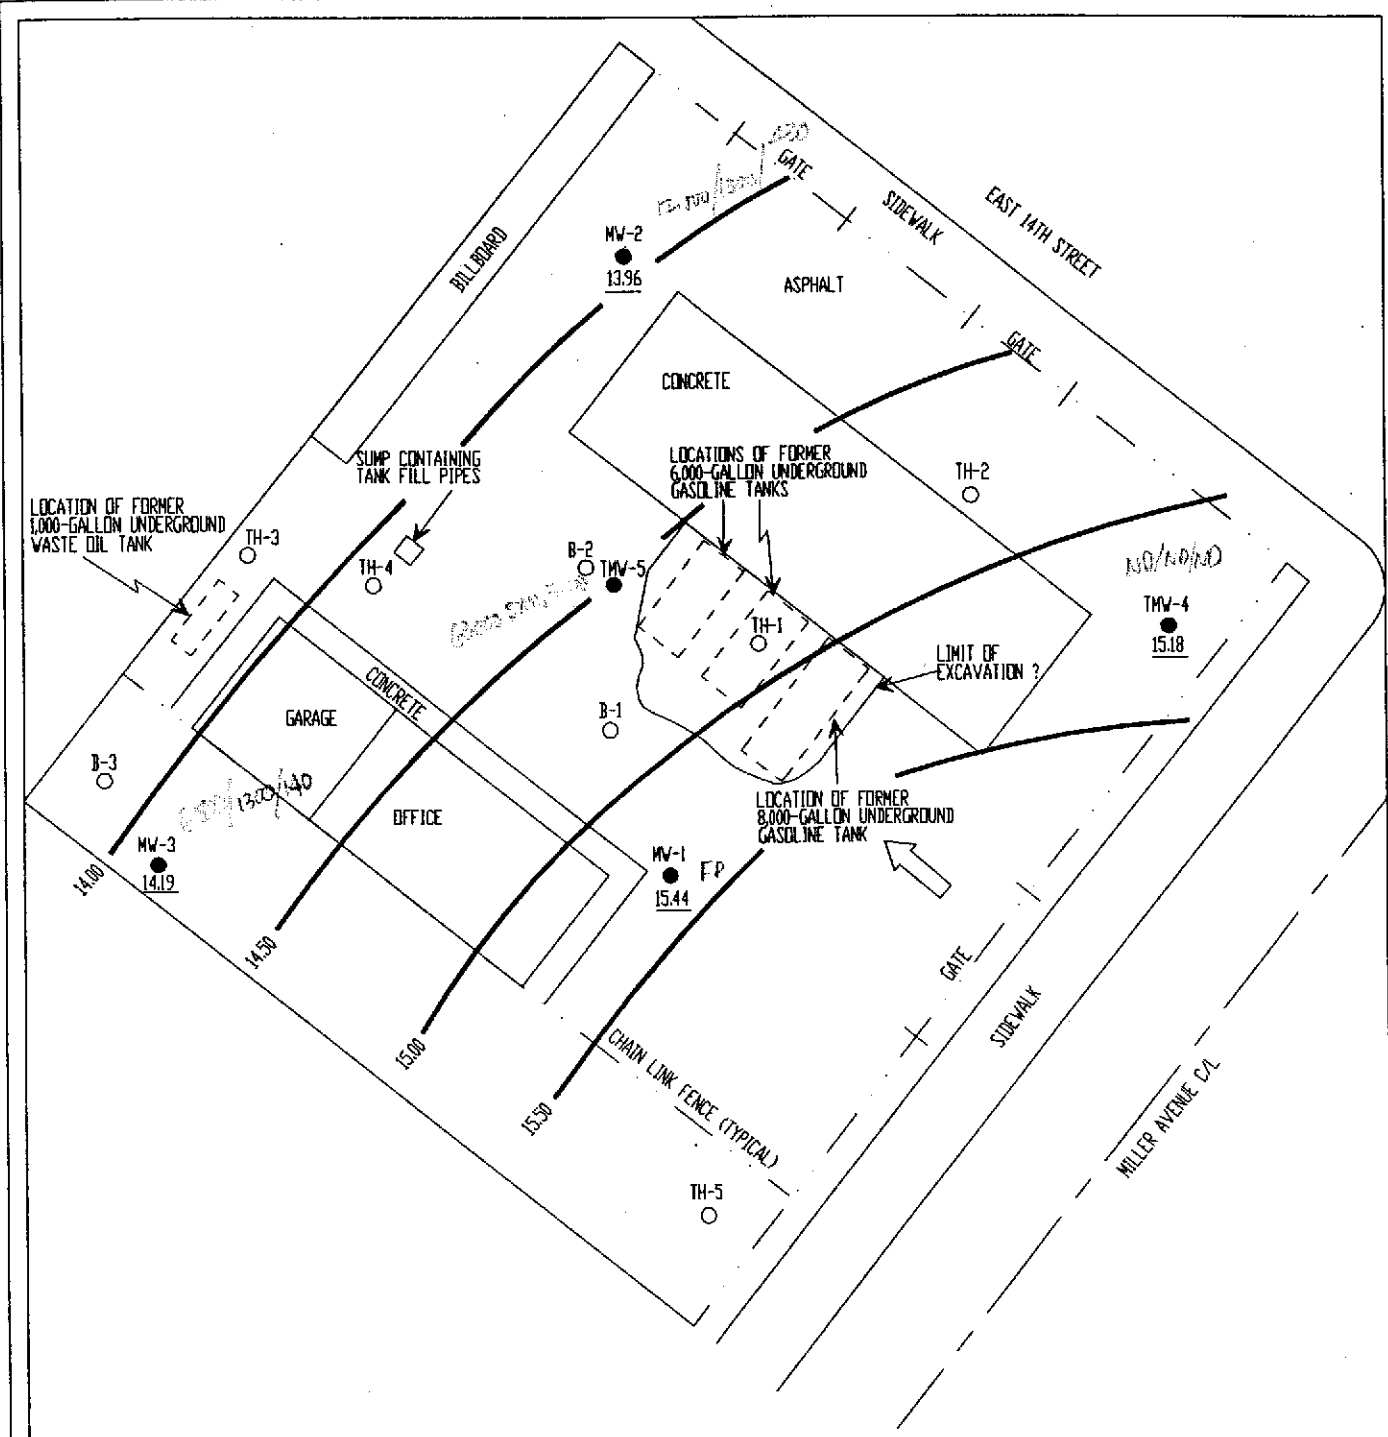 GATE
SIDEWALK
EAST 14TH STREET
BILLBOARD
MW-2
13.96
ASPHALT
GATE
CONCRETE
SUMP CONTAINING
TANK FILL PIPES
LOCATIONS OF FORMER
6,000-GALLON UNDERGROUND
GASOLINE TANKS
TH-2
LOCATION OF FORMER
1,000-GALLON UNDERGROUND
WASTE OIL TANK
TH-3
TH-4
B-2
TMW-5
ND/ND/ND
TMW-4
15.18
TH-1
LIMIT OF
EXCAVATION ?
CONCRETE
GARAGE
B-1
B-3
/1300/140
OFFICE
LOCATION OF FORMER
8,000-GALLON UNDERGROUND
GASOLINE TANK
MW-3
14.19
MW-1
FP
15.44
14.00
14.50
15.00
15.50
GATE
SIDEWALK
CHAIN LINK FENCE (TYPICAL)
MILLER AVENUE C/L
TH-5